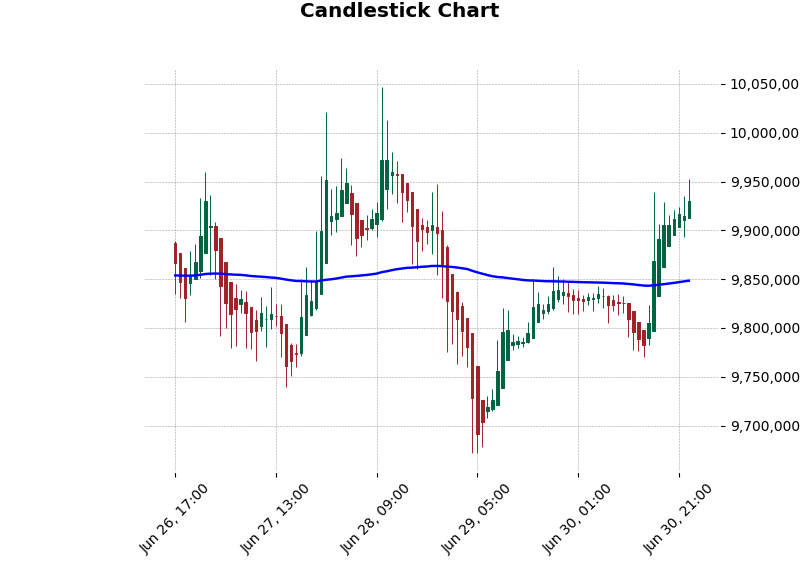 Candlestick Chart
10,050,00
10,000,00
9,950,000
9,900,000
9,850,000
9,800,000
9,750,000
9,700,000
Jun 26, 17:00
Jun 27, 13:00
Jun 28, 09:00
Jun 29, 05:00
Jun 30, 01:00
Jun 30, 21:00